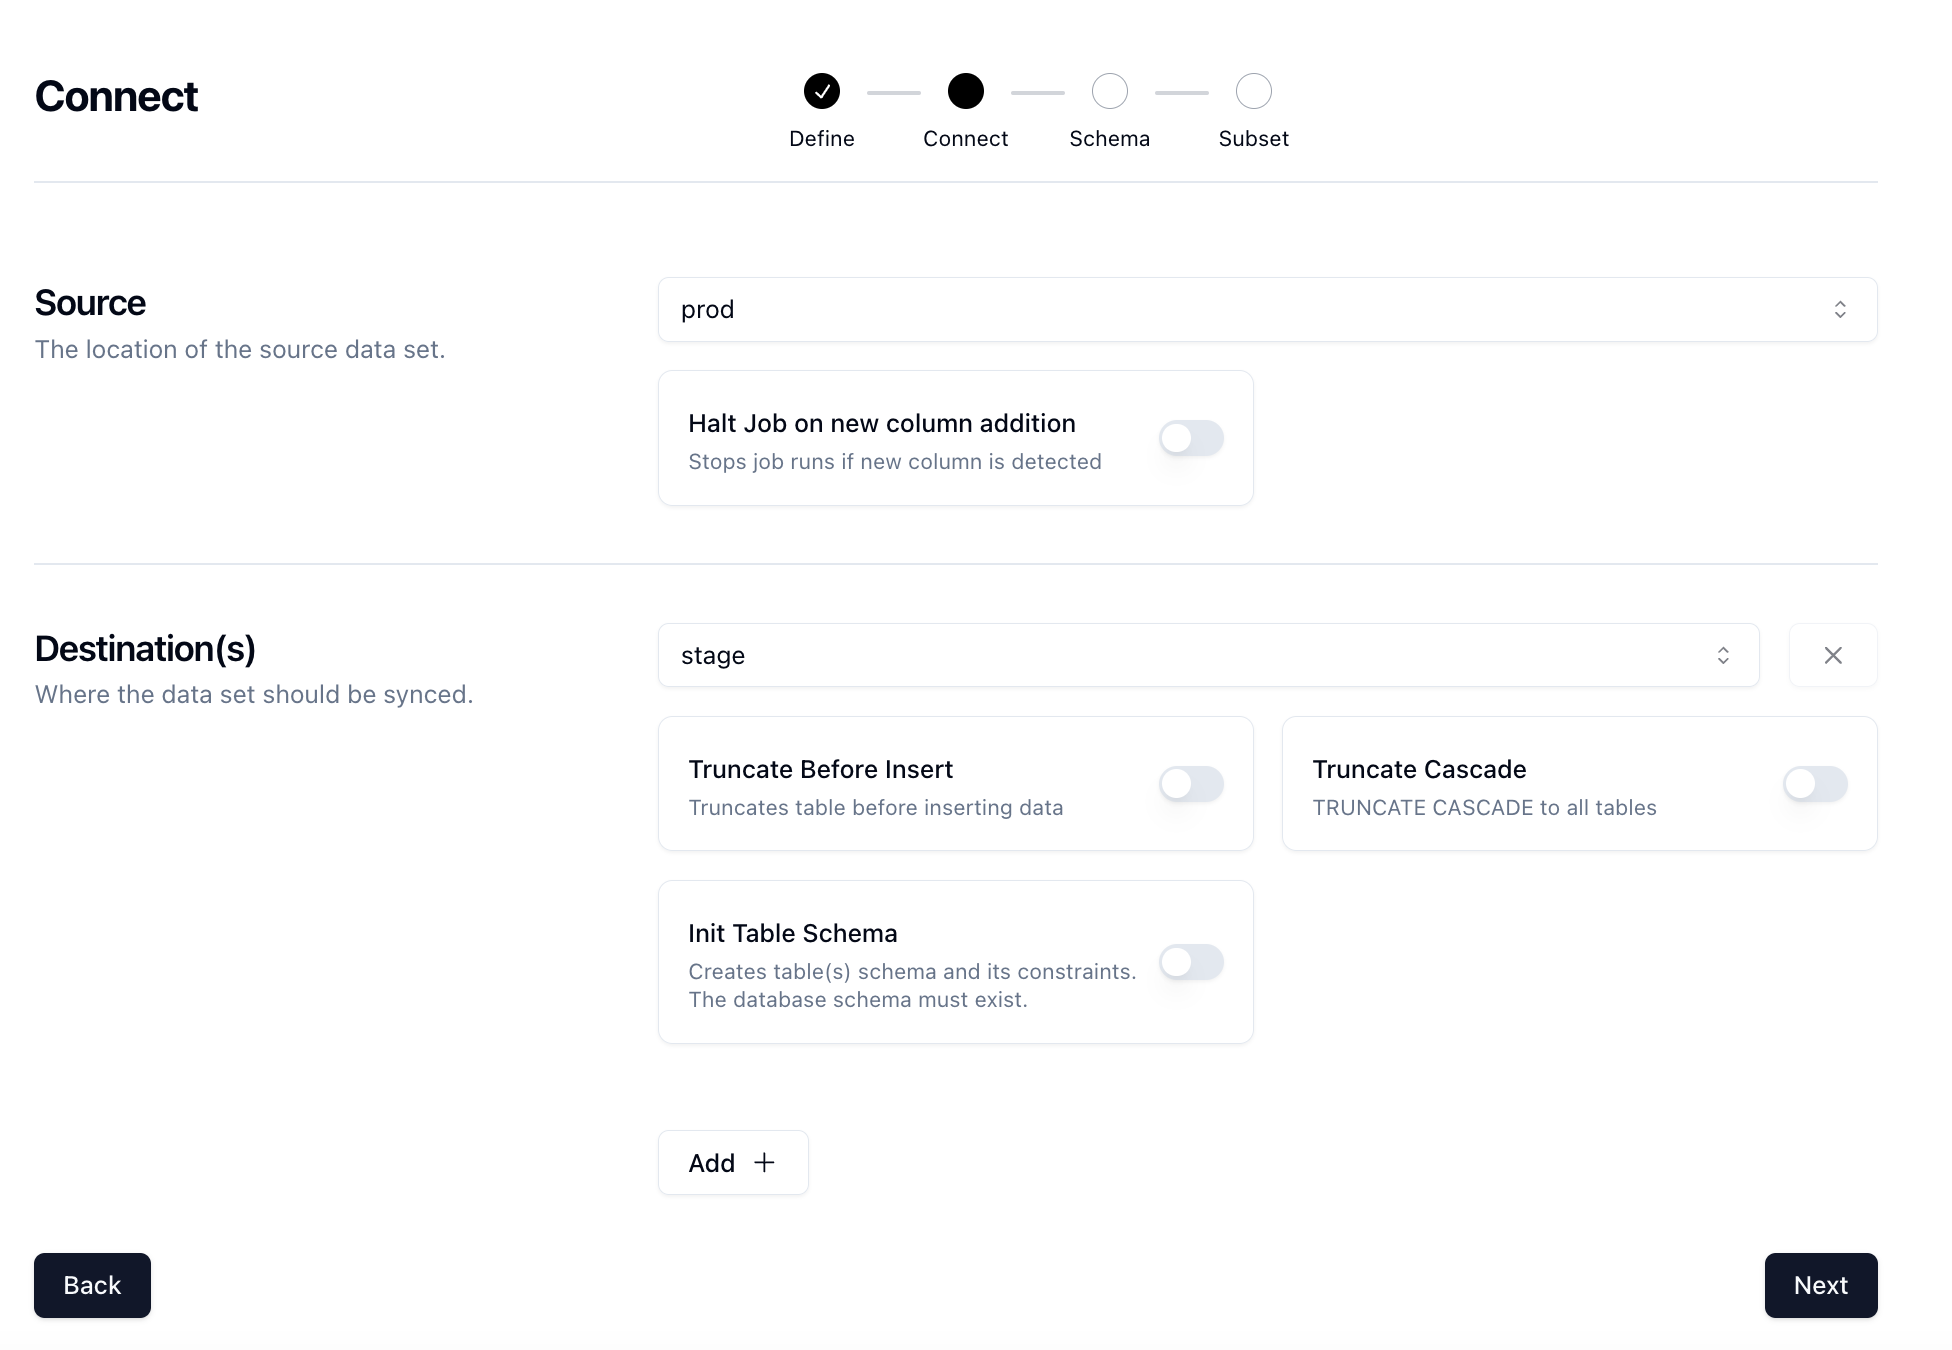 Connect
Define
Connect
Schema
Subset
Source
The location of the source data set.
prod
Halt Job on new column addition
Stops job runs if new column is detected
Destination(s)
Where the data set should be synced.
stage
Truncate Before Insert
Truncates table before inserting data
Truncate Cascade
TRUNCATE CASCADE to all tables
Init Table Schema
Creates table(s) schema and its constraints.
The database schema must exist.
Add
Back
Next